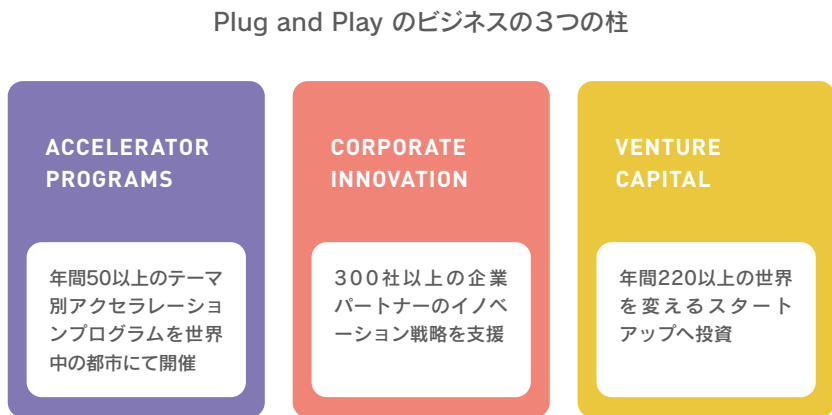 Plug and Play のビジネスの3つの柱
ACCELERATOR
PROGRAMS
年間50以上のテーマ
別アクセラレーショ
ンプログラムを世界
中の都市にて開催
CORPORATE
INNOVATION
300社以上の企業
パートナーのイノベ
ーション戦略を支援
VENTURE
CAPITAL
年間220以上の世界
を変えるスタート
アップへ投資